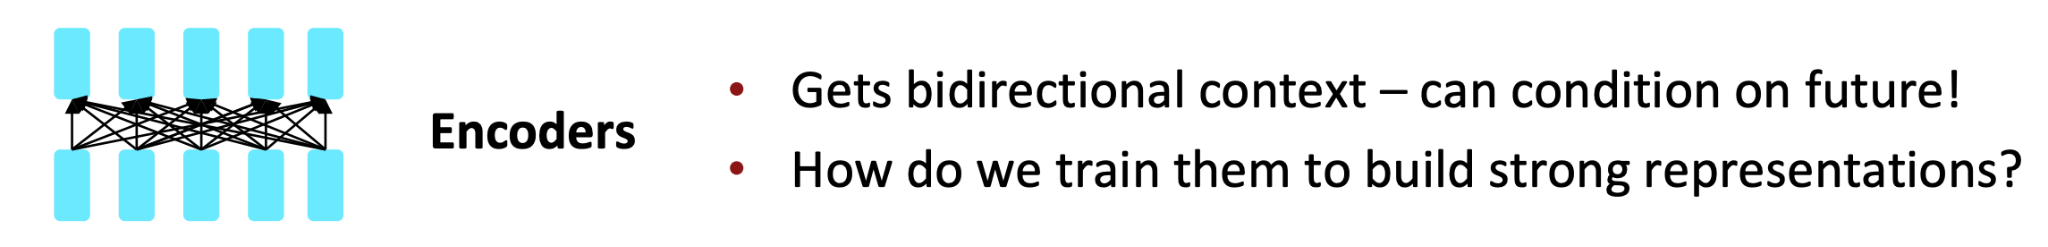 Encoders
• Gets bidirectional context – can condition on future!
• How do we train them to build strong representations?